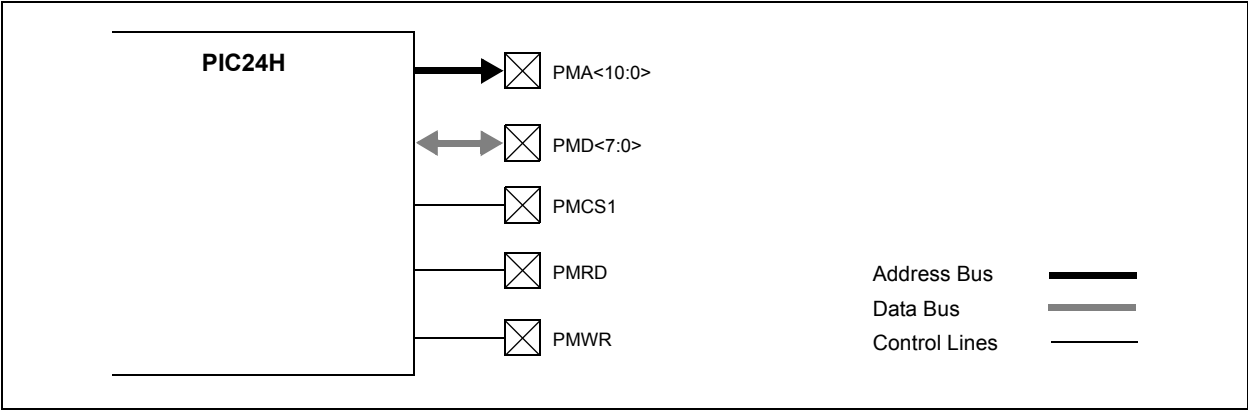 PIC24H
PMA<10:0>
PMD<7:0>
PMCS1
PMRD
PMWR
Address Bus
Data Bus
Control Lines